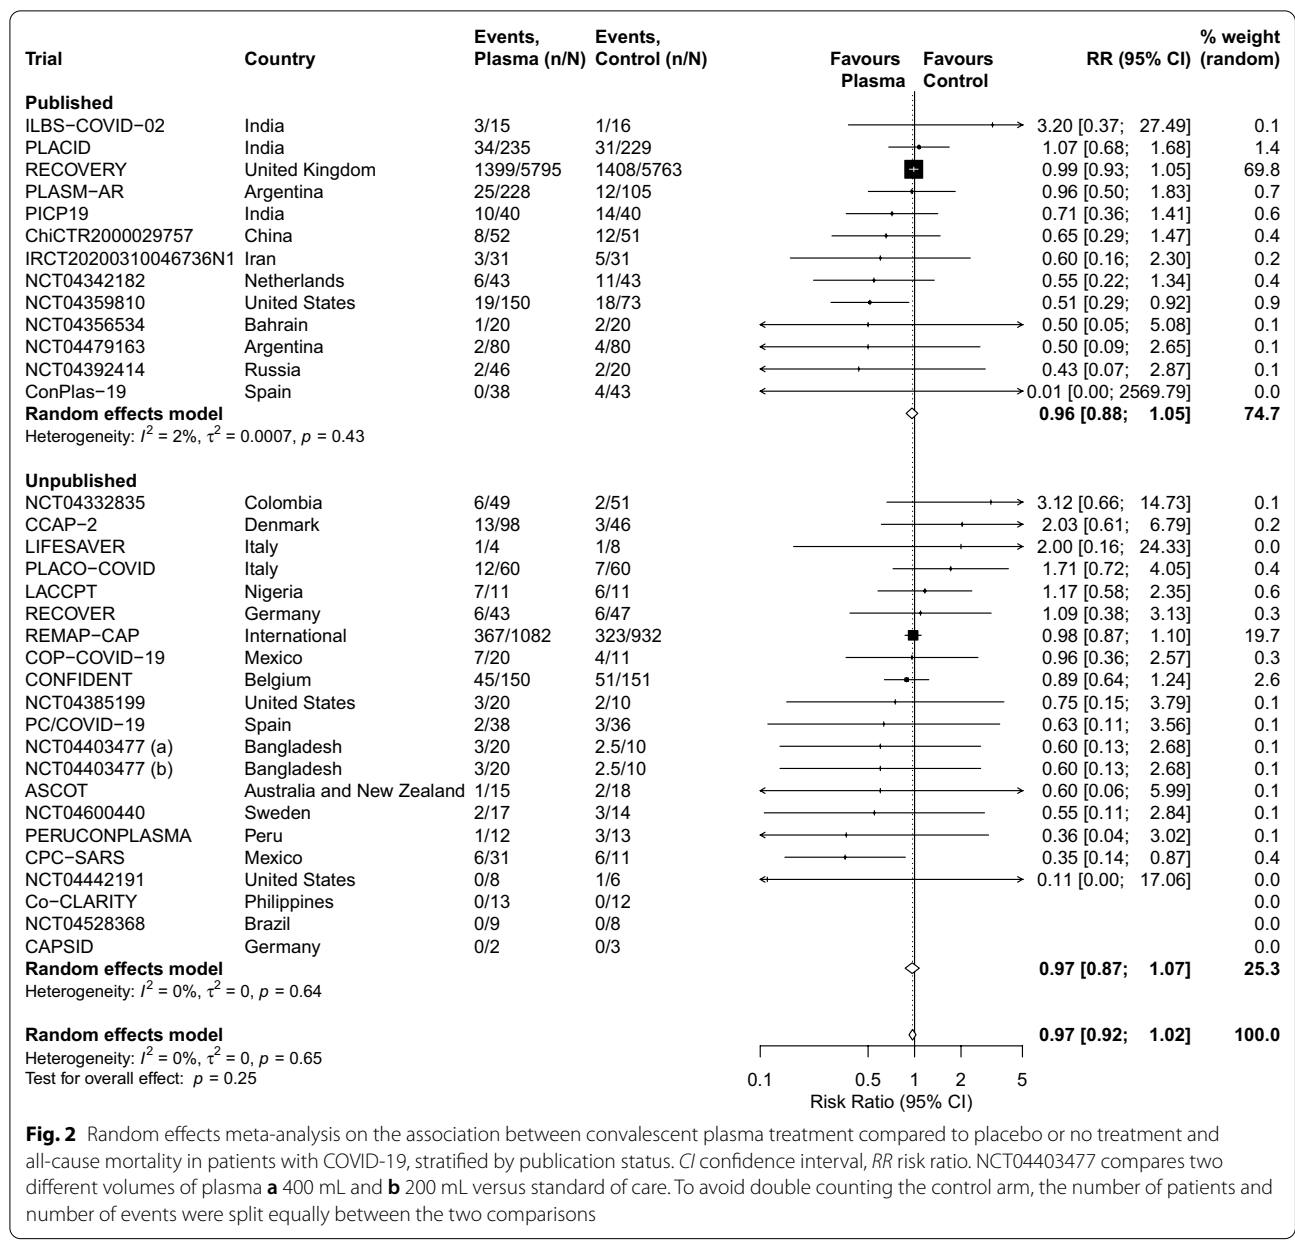 Events, Events, % weight
Trial Country Plasma (n/N) Control (n/N) Favours Favours RR (95% CI) (random)
Plasma Control
Published
ILBS−COVID−02 India 3/15 1/16 3.20 [0.37; 27.49] 0.1
PLACID India 34/235 31/229 1.07 [0.68; 1.68] 1.4
RECOVERY United Kingdom 1399/5795 1408/5763 0.99 [0.93; 1.05] 69.8
PLASM−AR Argentina 25/228 12/105 0.96 [0.50; 1.83] 0.7
PICP19 India 10/40 14/40 0.71 [0.36; 1.41] 0.6
ChiCTR2000029757 China 8/52 12/51 0.65 [0.29; 1.47] 0.4
IRCT20200310046736N1 Iran 3/31 5/31 0.60 [0.16; 2.30] 0.2
NCT04342182 Netherlands 6/43 11/43 0.55 [0.22; 1.34] 0.4
NCT04359810 United States 19/150 18/73 0.51 [0.29; 0.92] 0.9
NCT04356534 Bahrain 1/20 2/20 0.50 [0.05; 5.08] 0.1
NCT04479163 Argentina 2/80 4/80 0.50 [0.09; 2.65] 0.1
NCT04392414 Russia 2/46 2/20 0.43 [0.07; 2.87] 0.1
ConPlas−19 Spain 0/38 4/43 0.01 [0.00; 2569.79] 0.0
Random effects model 0.96 [0.88; 1.05] 74.7
Heterogeneity: I² = 2%, τ² = 0.0007, p = 0.43
Unpublished
NCT04332835 Colombia 6/49 2/51 3.12 [0.66; 14.73] 0.1
CCAP−2 Denmark 13/98 3/46 2.03 [0.61; 6.79] 0.2
LIFESAVER Italy 1/4 1/8 2.00 [0.16; 24.33] 0.0
PLACO−COVID Italy 12/60 7/60 1.71 [0.72; 4.05] 0.4
LACCPT Nigeria 7/11 6/11 1.17 [0.58; 2.35] 0.6
RECOVER Germany 6/43 6/47 1.09 [0.38; 3.13] 0.3
REMAP−CAP International 367/1082 323/932 0.98 [0.87; 1.10] 19.7
COP−COVID−19 Mexico 7/20 4/11 0.96 [0.36; 2.57] 0.3
CONFIDENT Belgium 45/150 51/151 0.89 [0.64; 1.24] 2.6
NCT04385199 United States 3/20 2/10 0.75 [0.15; 3.79] 0.1
PC/COVID−19 Spain 2/38 3/36 0.63 [0.11; 3.56] 0.1
NCT04403477 (a) Bangladesh 3/20 2.5/10 0.60 [0.13; 2.68] 0.1
NCT04403477 (b) Bangladesh 3/20 2.5/10 0.60 [0.13; 2.68] 0.1
ASCOT Australia and New Zealand 1/15 2/18 0.60 [0.06; 5.99] 0.1
NCT04600440 Sweden 2/17 3/14 0.55 [0.11; 2.84] 0.1
PERUCONPLASMA Peru 1/12 3/13 0.36 [0.04; 3.02] 0.1
CPC−SARS Mexico 6/31 6/11 0.35 [0.14; 0.87] 0.4
NCT04442191 United States 0/8 1/6 0.11 [0.00; 17.06] 0.0
Co−CLARITY Philippines 0/13 0/12 0.0
NCT04528368 Brazil 0/9 0/8 0.0
CAPSID Germany 0/2 0/3 0.0
Random effects model 0.97 [0.87; 1.07] 25.3
Heterogeneity: I² = 0%, τ² = 0, p = 0.64
Random effects model 0.97 [0.92; 1.02] 100.0
Heterogeneity: I² = 0%, τ² = 0, p = 0.65
Test for overall effect: p = 0.25
0.1 0.5 1 2 5
Risk Ratio (95% CI)
Fig. 2 Random effects meta-analysis on the association between convalescent plasma treatment compared to placebo or no treatment and
all-cause mortality in patients with COVID-19, stratified by publication status. CI confidence interval, RR risk ratio. NCT04403477 compares two
different volumes of plasma a 400 mL and b 200 mL versus standard of care. To avoid double counting the control arm, the number of patients and
number of events were split equally between the two comparisons